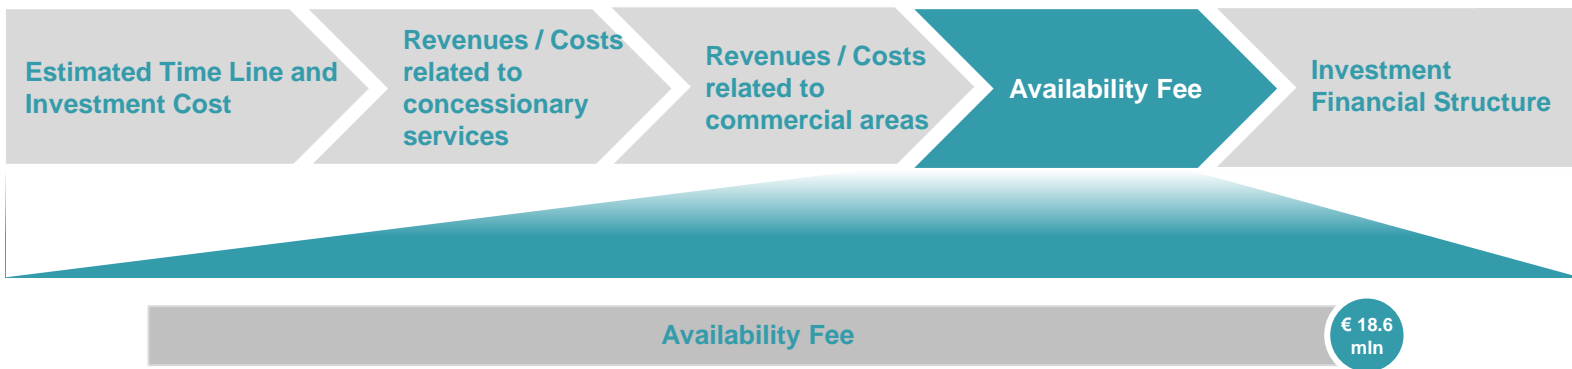 Estimated Time Line and
Investment Cost
Revenues / Costs
related to
concessionary
services
Revenues / Costs
related to
commercial areas
Availability Fee
Investment
Financial Structure
Availability Fee
€ 18.6
mln